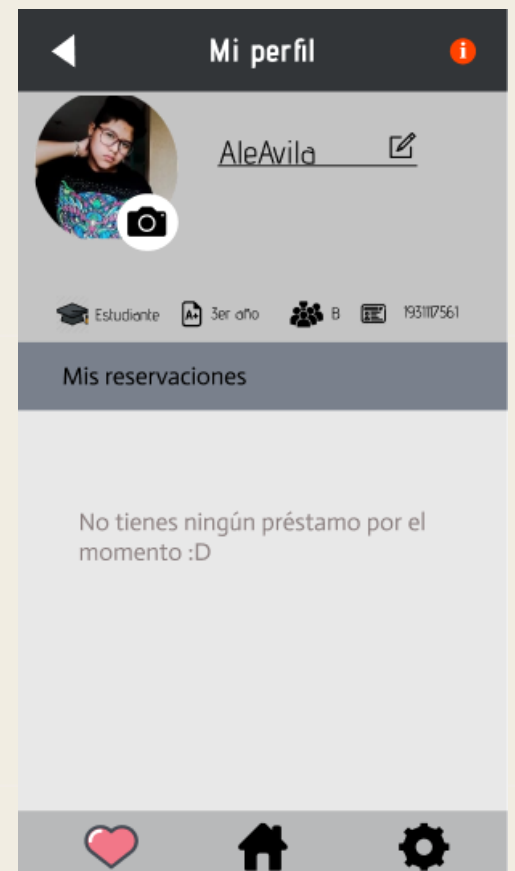 Mi perfil
AleAvila
Estudiante A+ 3er año B 1931117561
Mis reservaciones
No tienes ningún préstamo por el
momento :D